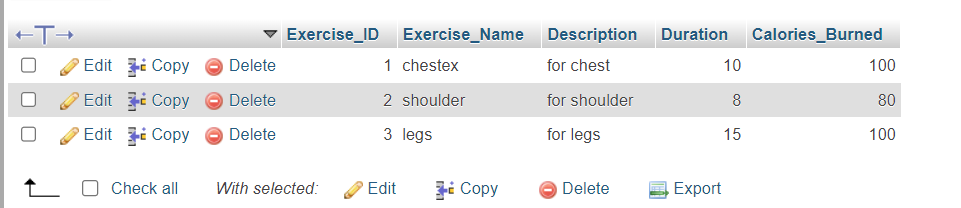 Exercise_ID Exercise_Name Description Duration Calories_Burned
Edit Copy Delete 1 chestex for chest 10 100
Edit Copy Delete 2 shoulder for shoulder 8 80
Edit Copy Delete 3 legs for legs 15 100
Check all With selected: Edit Copy Delete Export